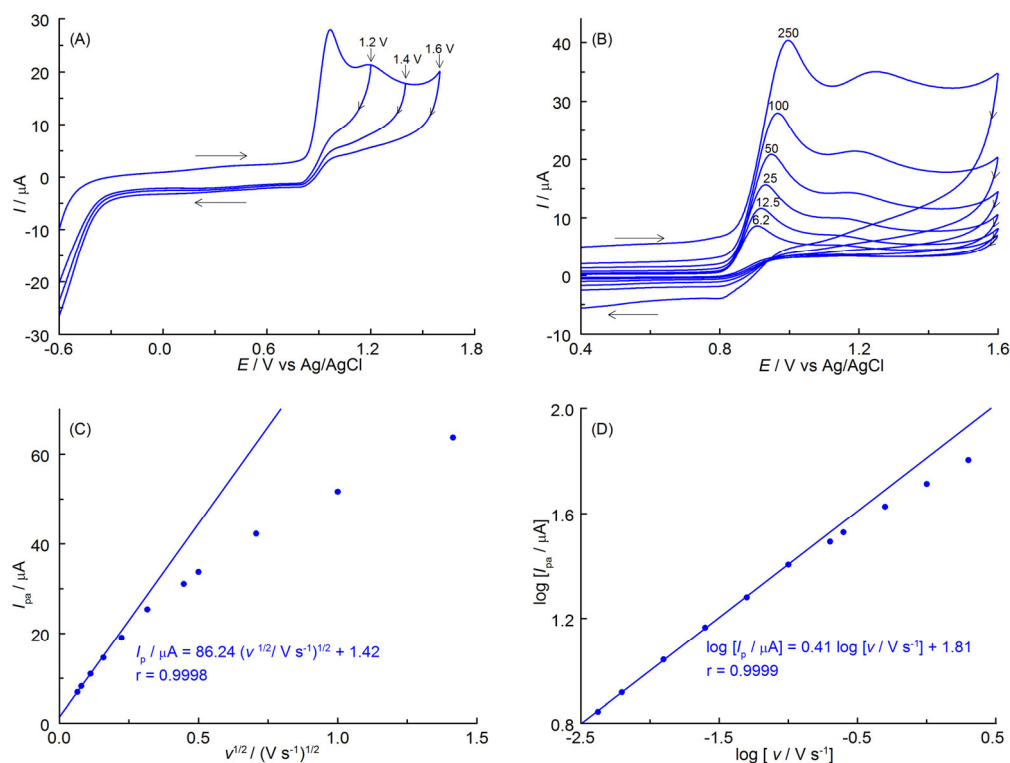 (A)
30
20
10
0
-10
-20
-30
I / μA
1.2 V
1.4 V
1.6 V
-0.6
0.0
0.6
1.2
1.8
E / V vs Ag/AgCl
(B)
50
40
30
20
10
0
-10
I / μA
250
100
50
25
12.5
6.2
0.4
0.8
1.2
1.6
E / V vs Ag/AgCl
(C)
60
40
20
0
Ipa / μA
Ip / μA = 86.24 (v 1/2/ V s-1)1/2 + 1.42
r = 0.9998
0.0
0.5
1.0
1.5
v1/2 / (V s-1)1/2
(D)
2.0
1.6
1.2
0.8
log [Ipa / μA]
log [Ip / μA] = 0.41 log [v / V s-1] + 1.81
r = 0.9999
-2.5
-1.5
-0.5
0.5
log [ v / V s-1]